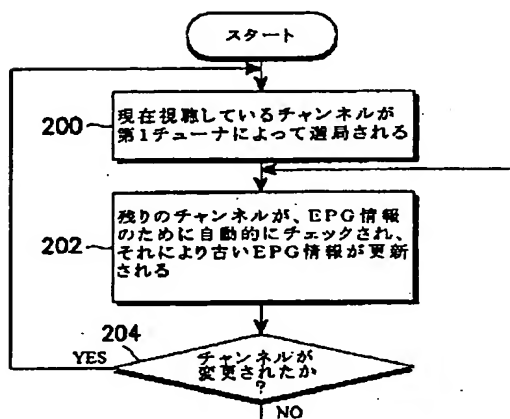 スタート
200
現在視聴しているチャンネルが
第1チューナによって選局される
202
残りのチャンネルが、EPG情報
のために自動的にチェックされ、
それにより古いEPG情報が更新
される
204
YES
チャンネルが
変更されたか
?
NO